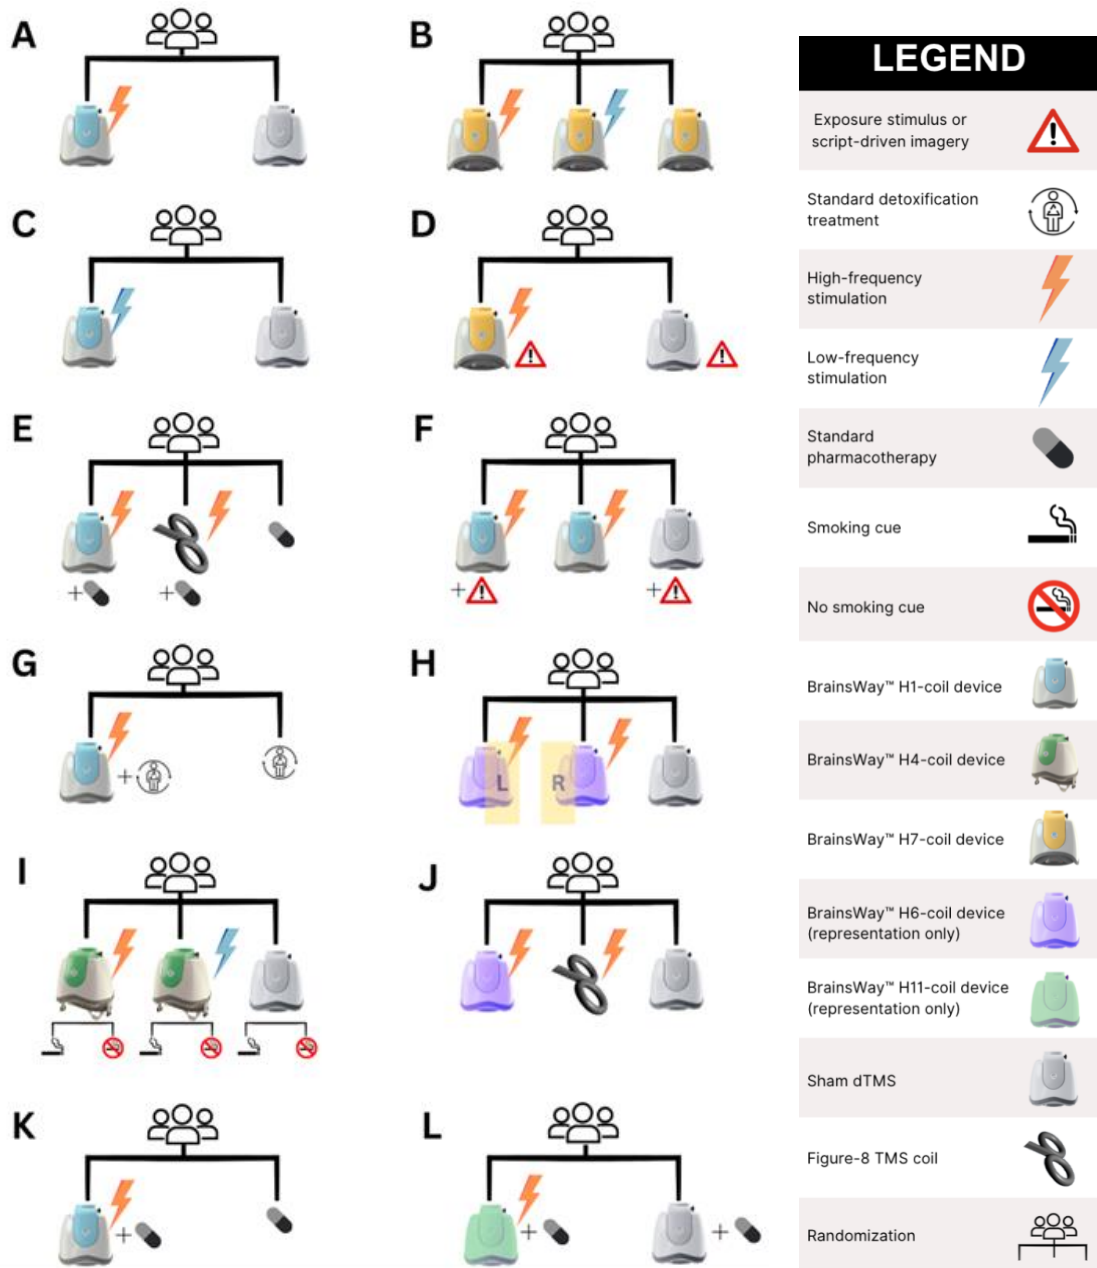 A
B
C
D
E
F
G
H
L
R
I
J
K
L
LEGEND
Exposure stimulus or
script-driven imagery
Standard detoxification
treatment
High-frequency
stimulation
Low-frequency
stimulation
Standard
pharmacotherapy
Smoking cue
No smoking cue
BrainsWay™ H1-coil device
BrainsWay™ H4-coil device
BrainsWay™ H7-coil device
BrainsWay™ H6-coil device
(representation only)
BrainsWay™ H11-coil device
(representation only)
Sham dTMS
Figure-8 TMS coil
Randomization